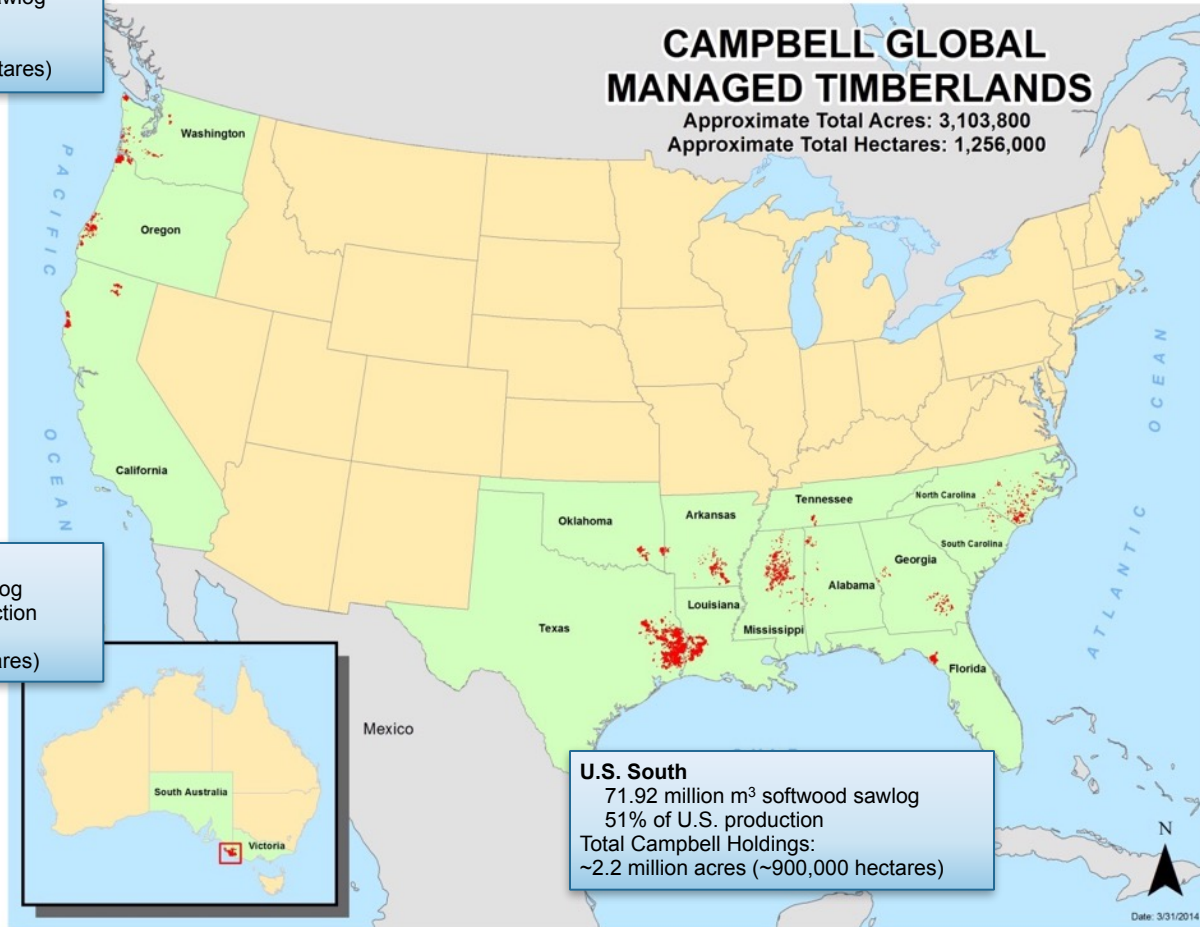 CAMPBELL GLOBAL
MANAGED TIMBERLANDS
Approximate Total Acres: 3,103,800
Approximate Total Hectares: 1,256,000
Washington
Oregon
California
PACIFIC
OCEAN
Oklahoma
Arkansas
Tennessee
North Carolina
South Carolina
Georgia
Alabama
Louisiana
Mississippi
Texas
Florida
Mexico
ATLANTIC
OCEAN
South Australia
Victoria
U.S. South
71.92 million m³ softwood sawlog
51% of U.S. production
Total Campbell Holdings:
~2.2 million acres (~900,000 hectares)
N
Date: 3/31/2014